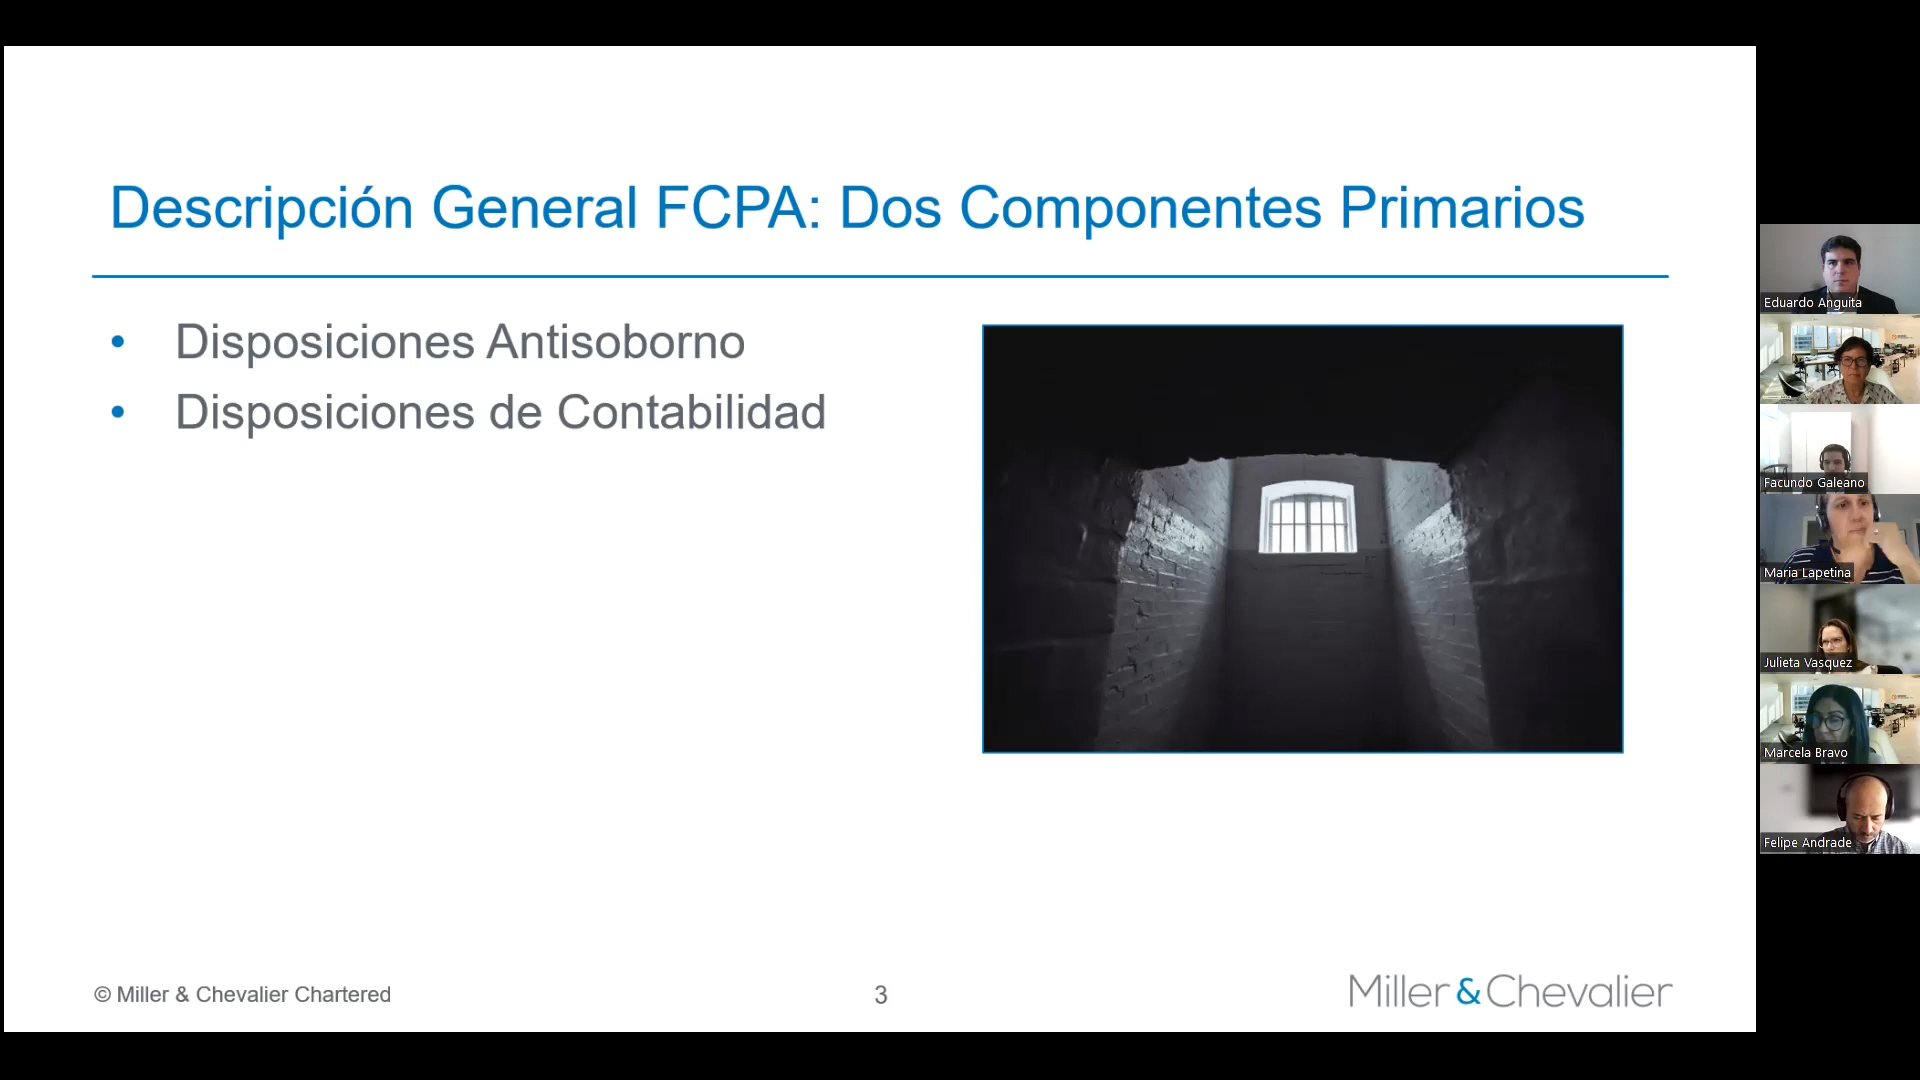 Descripción General FCPA: Dos Componentes Primarios
• Disposiciones Antisoborno
• Disposiciones de Contabilidad
© Miller & Chevalier Chartered
3
Miller & Chevalier
Eduardo Anguita
Facundo Galeano
Maria Lapetina
Julieta Vasquez
Marcela Bravo
Felipe Andrade